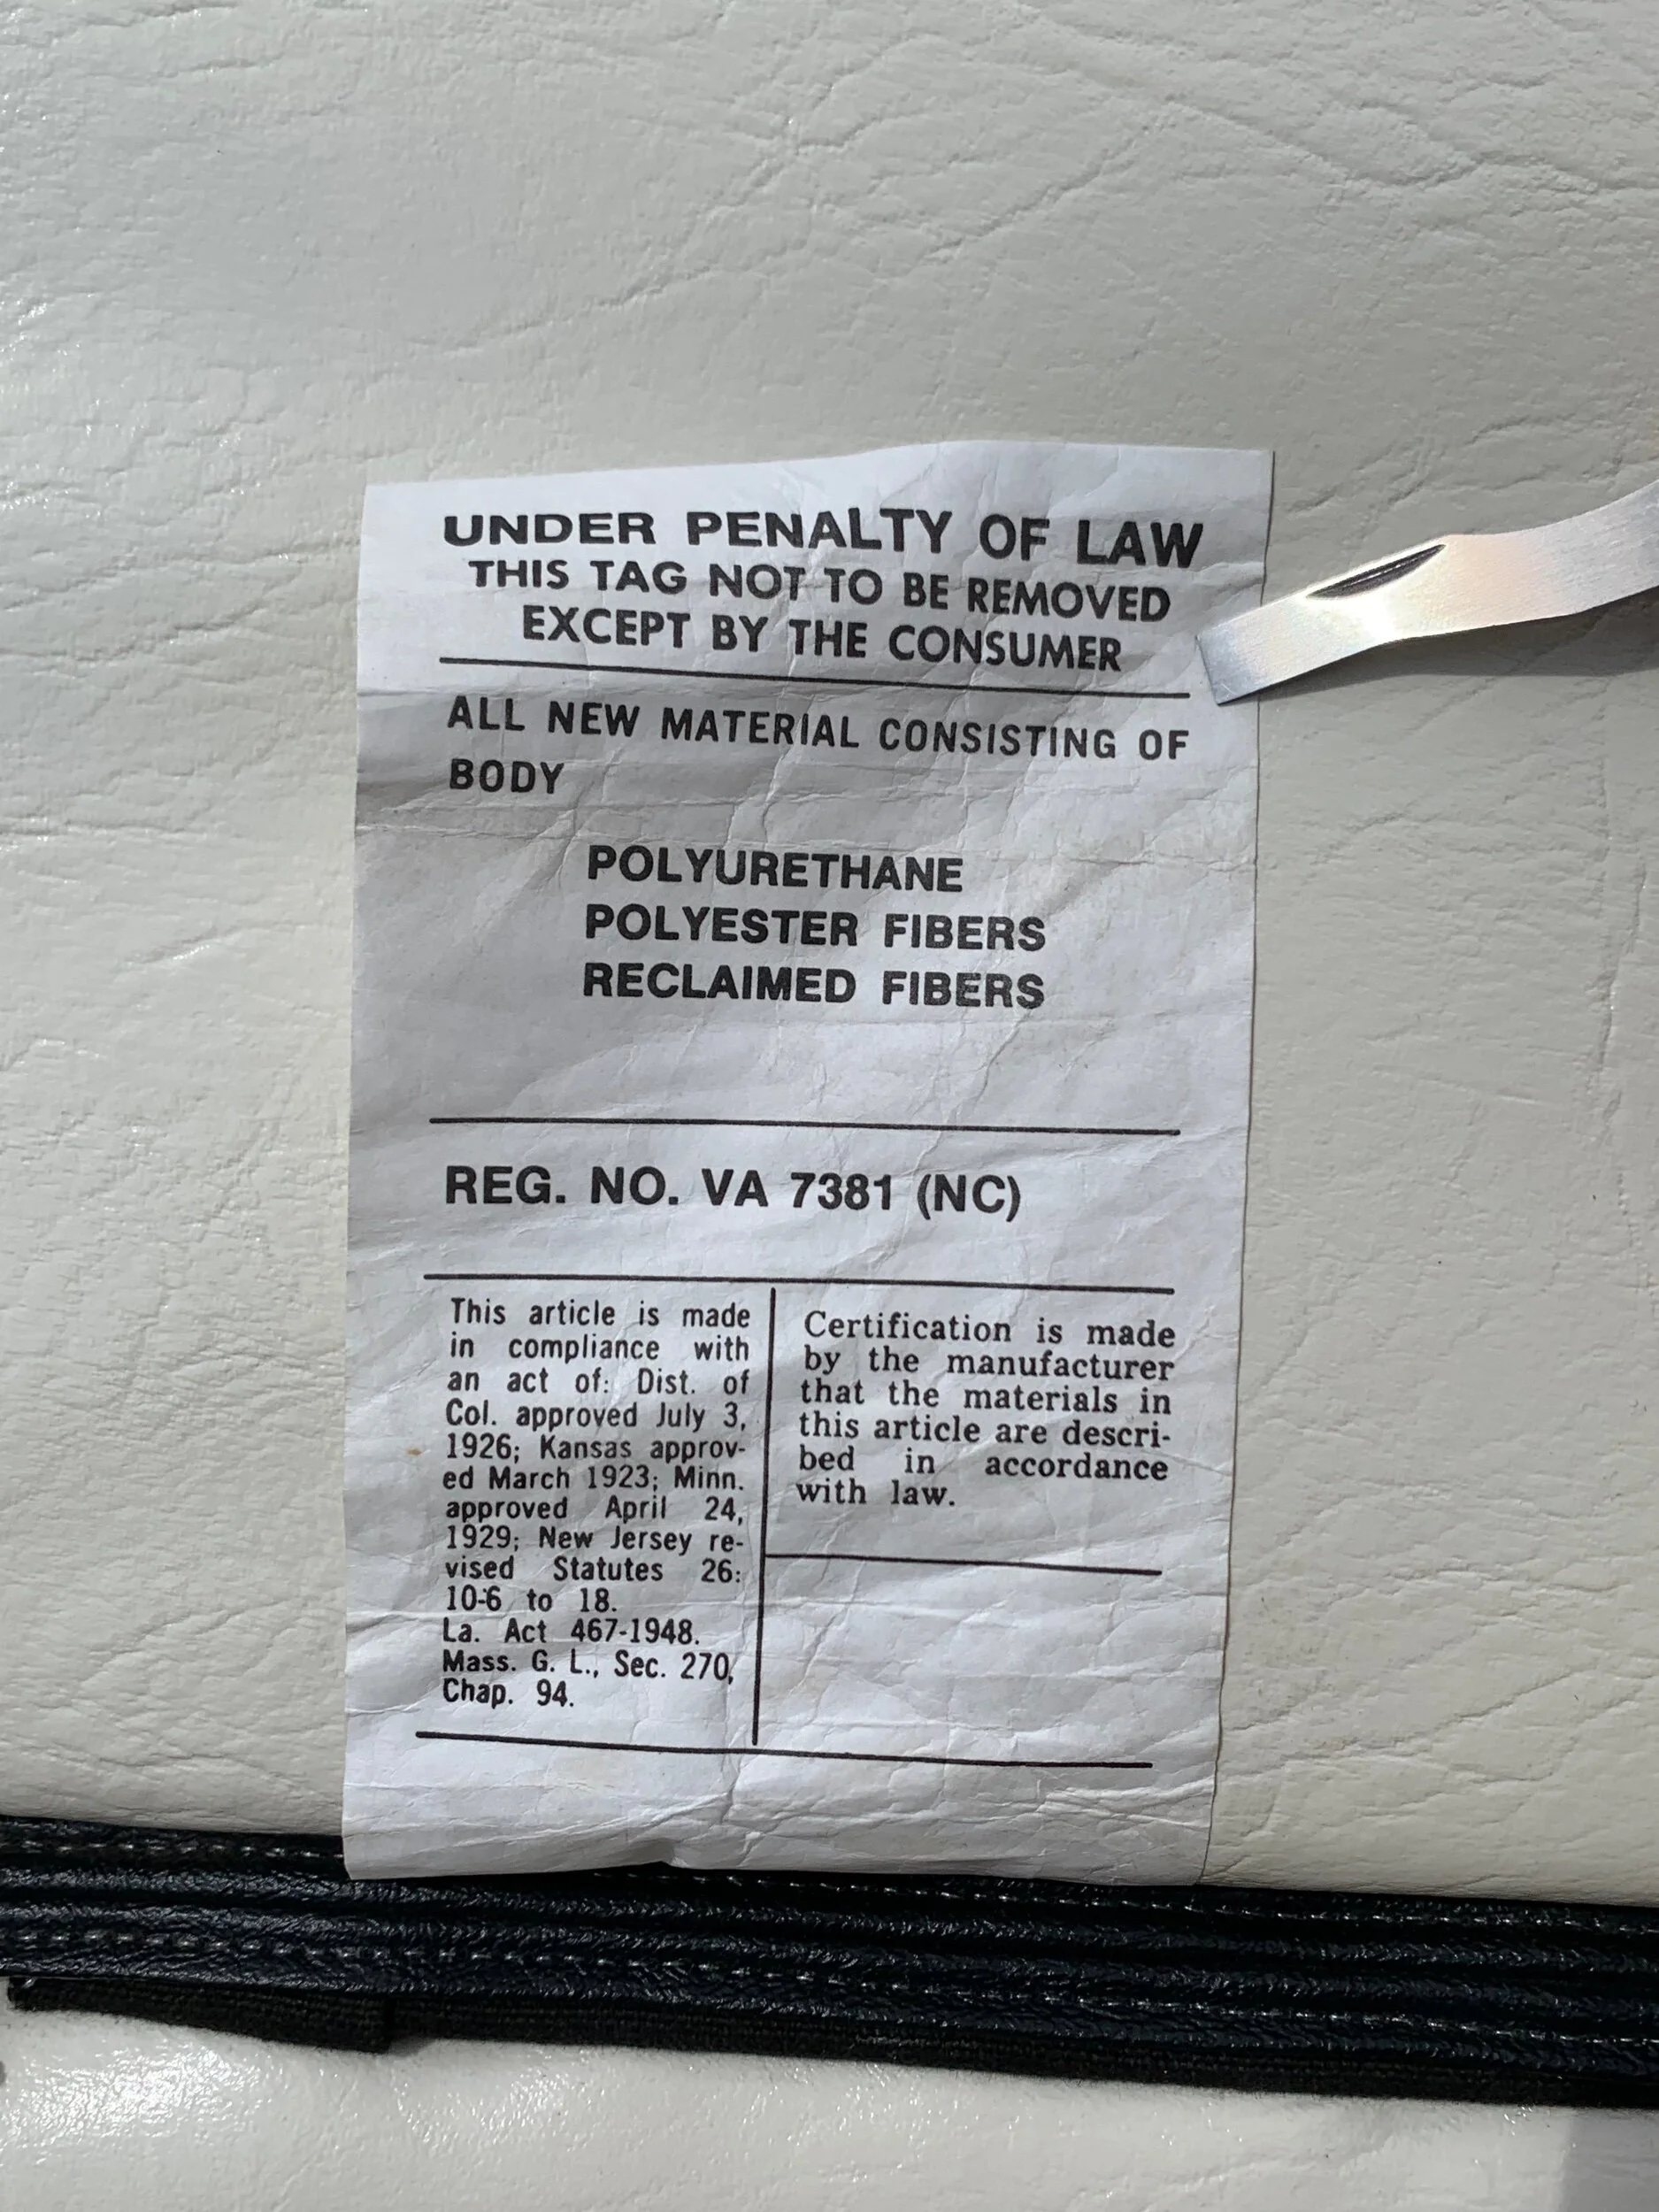 UNDER PENALTY OF LAW
THIS TAG NOT TO BE REMOVED
EXCEPT BY THE CONSUMER
ALL NEW MATERIAL CONSISTING OF
BODY
POLYURETHANE
POLYESTER FIBERS
RECLAIMED FIBERS
REG. NO. VA 7381 (NC)
This article is made
in compliance with
an act of: Dist. of
Col. approved July 3,
1926; Kansas approv-
ed March 1923; Minn.
approved April 24,
1929; New Jersey re-
vised Statutes 26:
10-6 to 18.
La. Act 467-1948.
Mass. G. L., Sec. 270,
Chap. 94.
Certification is made
by the manufacturer
that the materials in
this article are descri-
bed in accordance
with law.